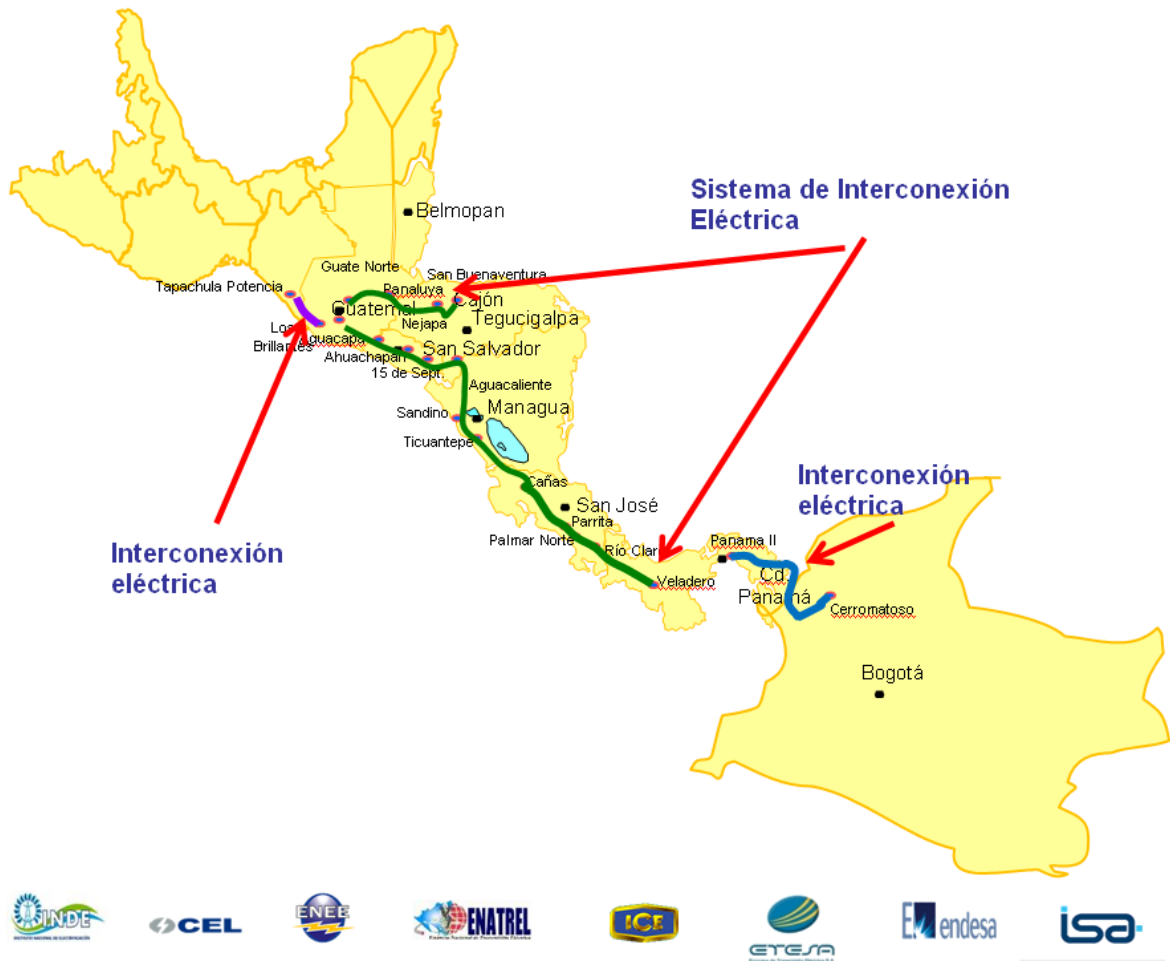 Sistema de Interconexión
Eléctrica
Belmopan
Guate Norte
San Buenaventura
Tapachula Potencia
Panaluya
Cajón
Guatemal
Nejapa
Tegucigalpa
Los
Brillantes
Aguacapa
San Salvador
Ahuachapán
15 de Sept.
Aguacaliente
Sandino
Managua
Ticuantepe
Cañas
Interconexión
eléctrica
San José
Parrita
Palmar Norte
Río Claro
Panama II
Interconexión
eléctrica
Veladero
Cd.
Panamá
Cerromatoso
Bogotá
INDE
CEL
ENEE
ENATREL
ICE
ETESA
endesa
isa